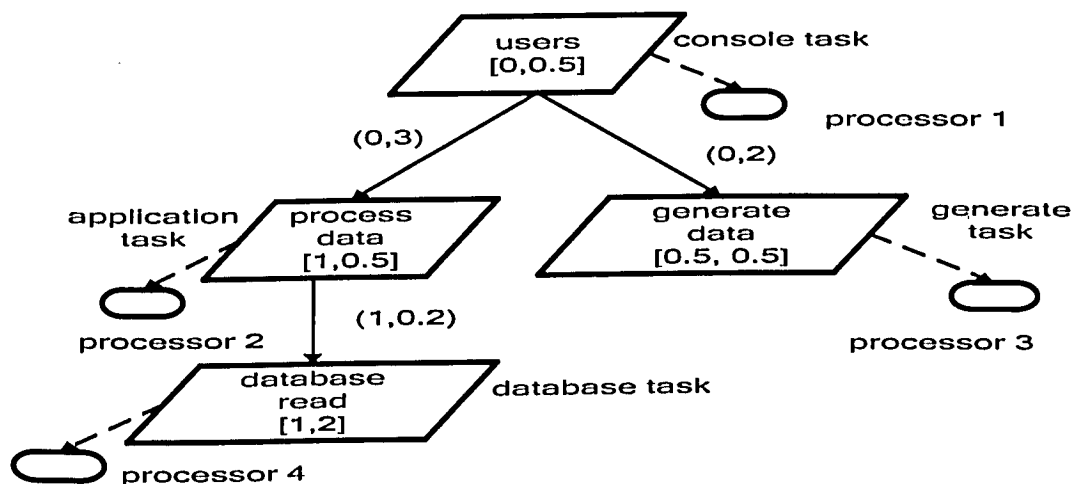 users
[0,0.5]
console task
processor 1
(0,3)
(0,2)
application
task
process
data
[1,0.5]
generate
data
[0.5, 0.5]
generate
task
processor 2
(1,0.2)
processor 3
database
read
[1,2]
database task
processor 4